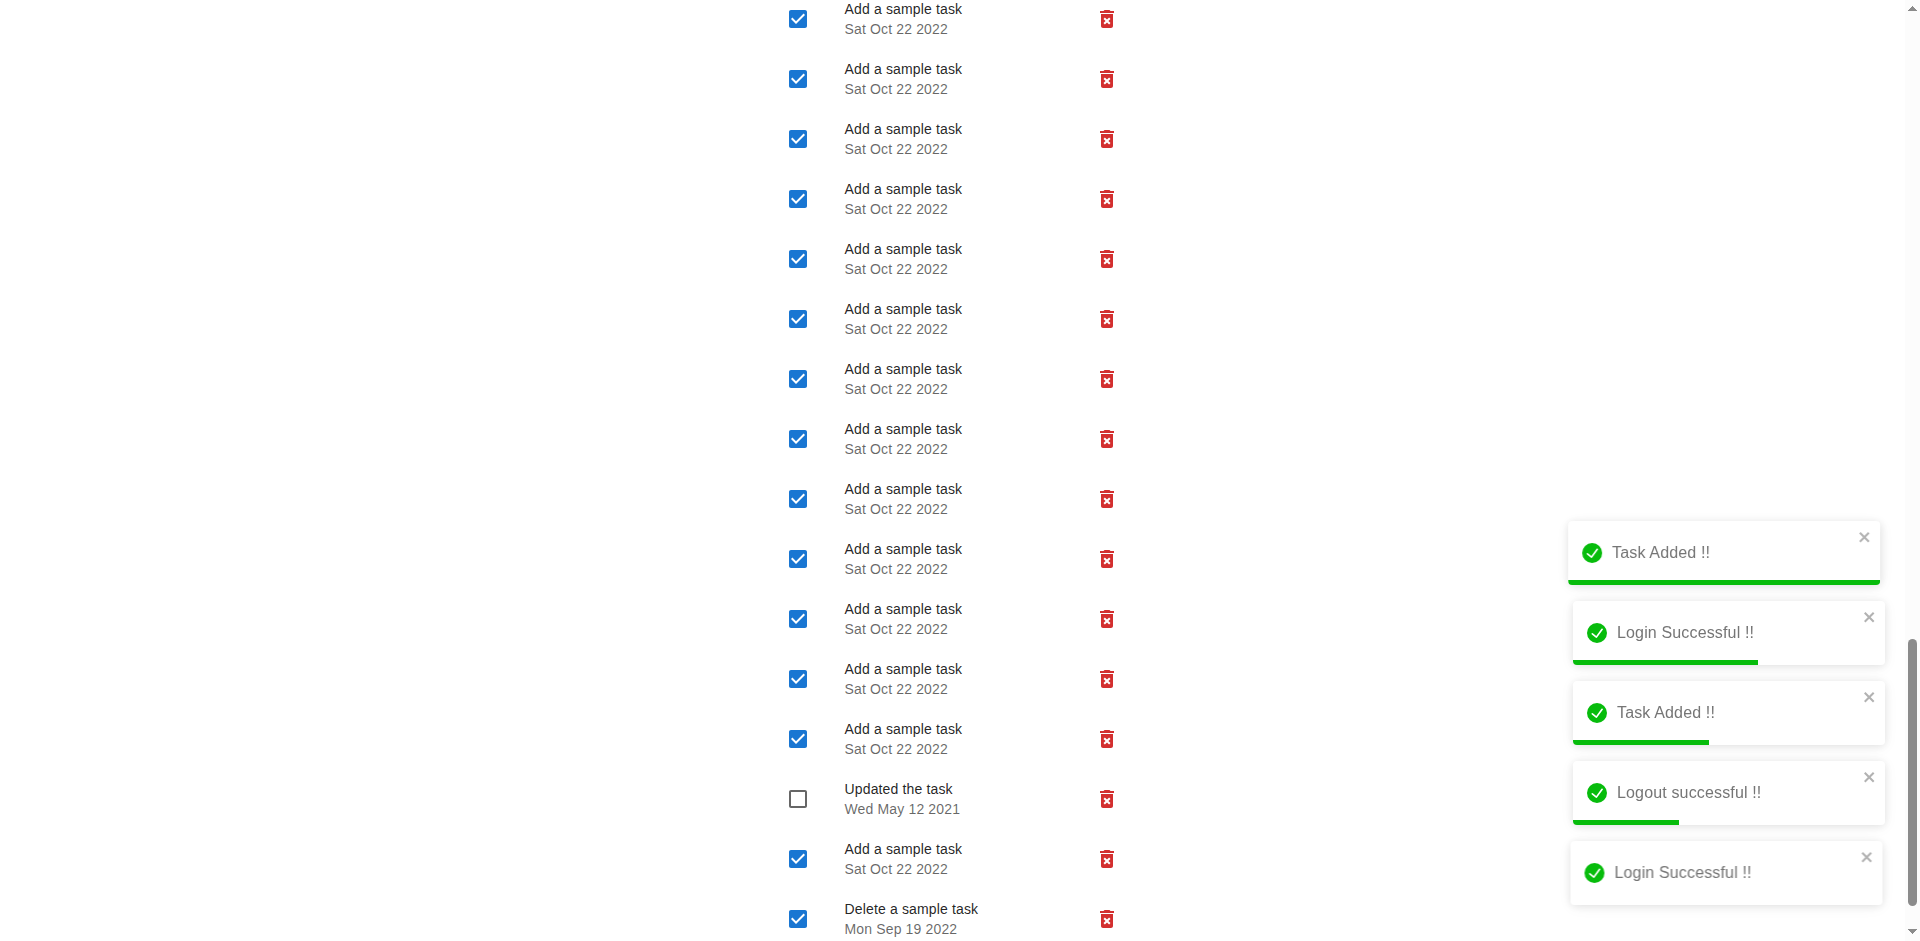 Add a sample task
Sat Oct 22 2022
Add a sample task
Sat Oct 22 2022
Add a sample task
Sat Oct 22 2022
Add a sample task
Sat Oct 22 2022
Add a sample task
Sat Oct 22 2022
Add a sample task
Sat Oct 22 2022
Add a sample task
Sat Oct 22 2022
Add a sample task
Sat Oct 22 2022
Add a sample task
Sat Oct 22 2022
Add a sample task
Sat Oct 22 2022
Add a sample task
Sat Oct 22 2022
Add a sample task
Sat Oct 22 2022
Add a sample task
Sat Oct 22 2022
Updated the task
Wed May 12 2021
Add a sample task
Sat Oct 22 2022
Delete a sample task
Mon Sep 19 2022
Task Added !!
Login Successful !!
Task Added !!
Logout successful !!
Login Successful !!